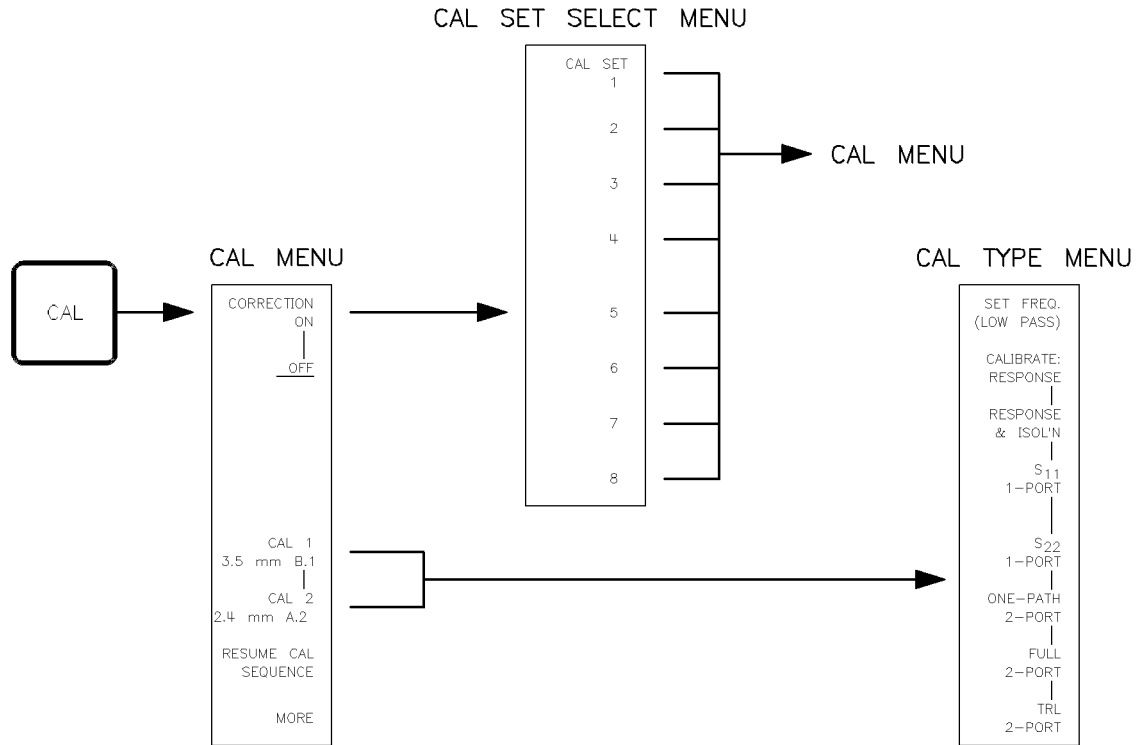 CAL SET SELECT MENU
CAL SET
1
2
3
4
5
6
7
8
CAL MENU
CAL
CAL MENU
CORRECTION
ON
OFF
CAL 1
3.5 mm B.1
CAL 2
2.4 mm A.2
RESUME CAL
SEQUENCE
MORE
CAL TYPE MENU
SET FREQ.
(LOW PASS)
CALIBRATE:
RESPONSE
RESPONSE
& ISOL'N
S11
1-PORT
S22
1-PORT
ONE-PATH
2-PORT
FULL
2-PORT
TRL
2-PORT